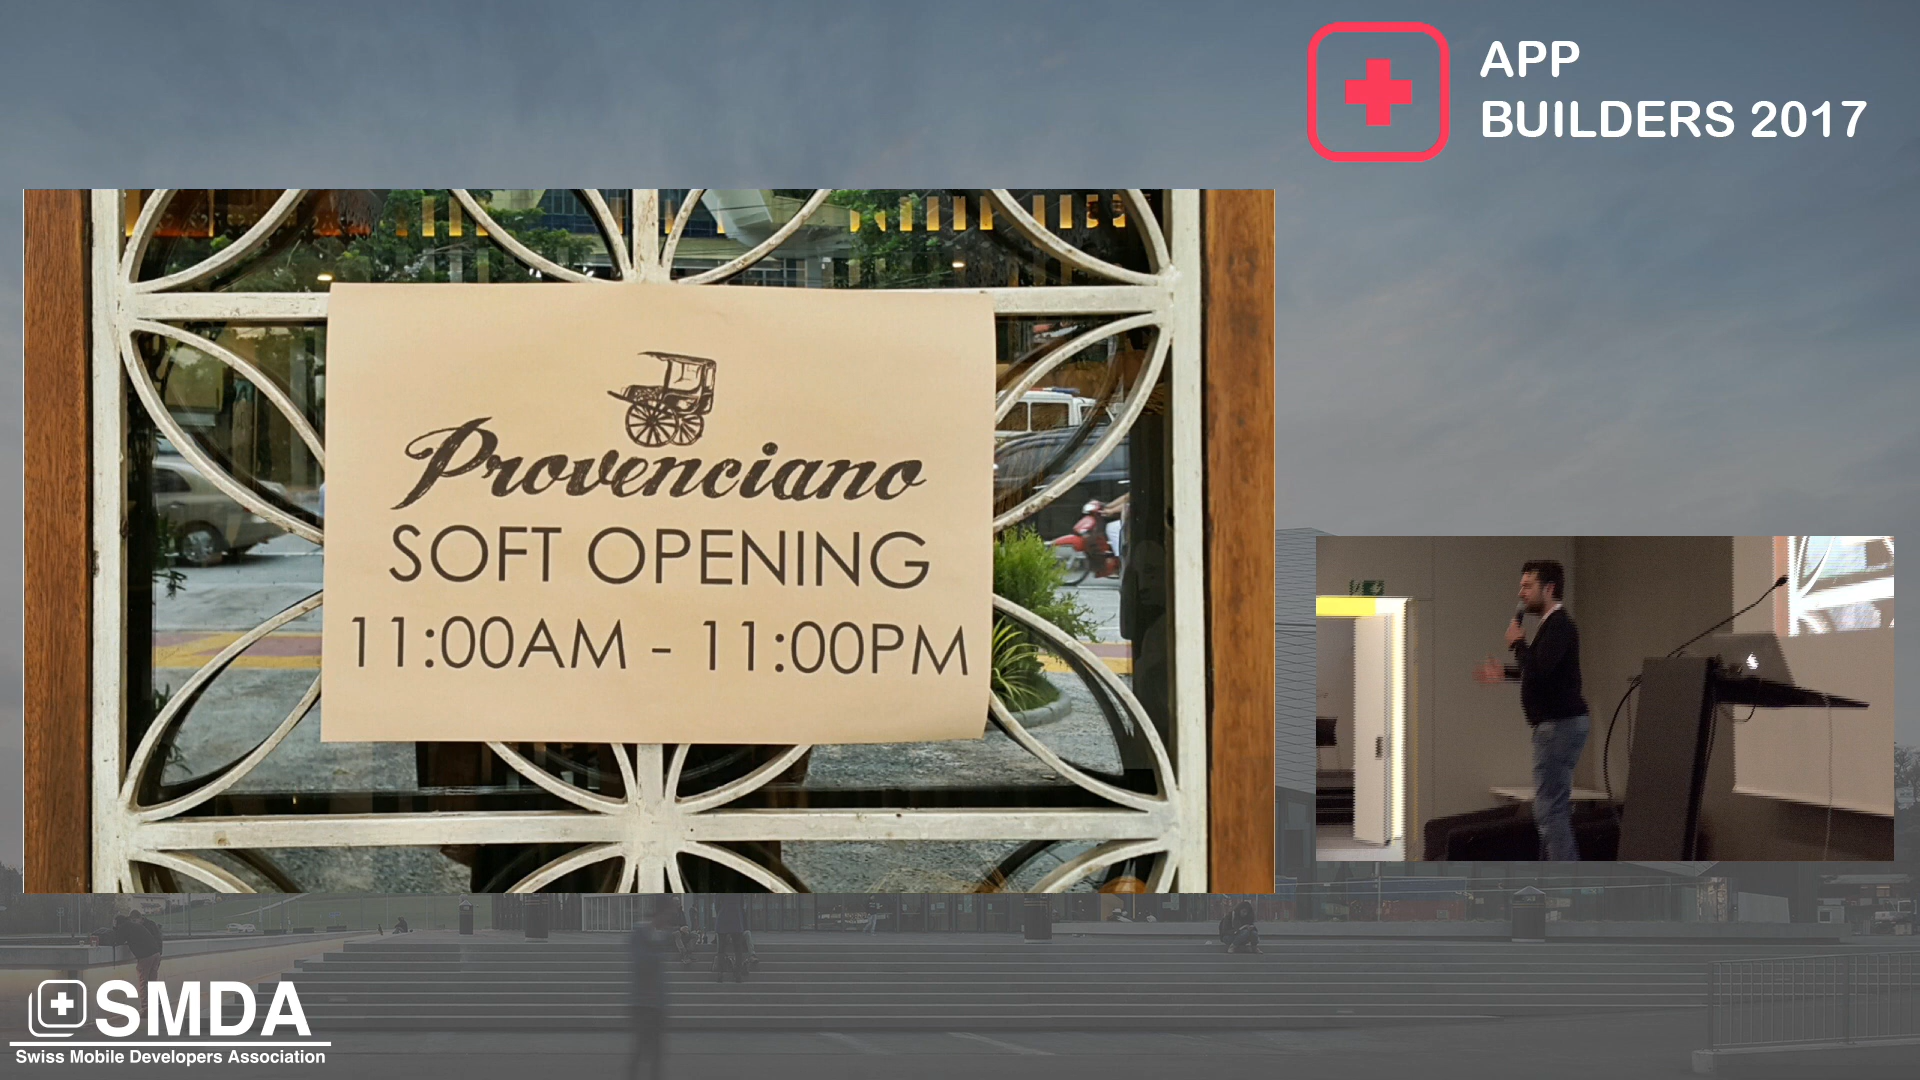 APP
BUILDERS 2017
Provenciano
SOFT OPENING
11:00AM - 11:00PM
SMDA
Swiss Mobile Developers Association